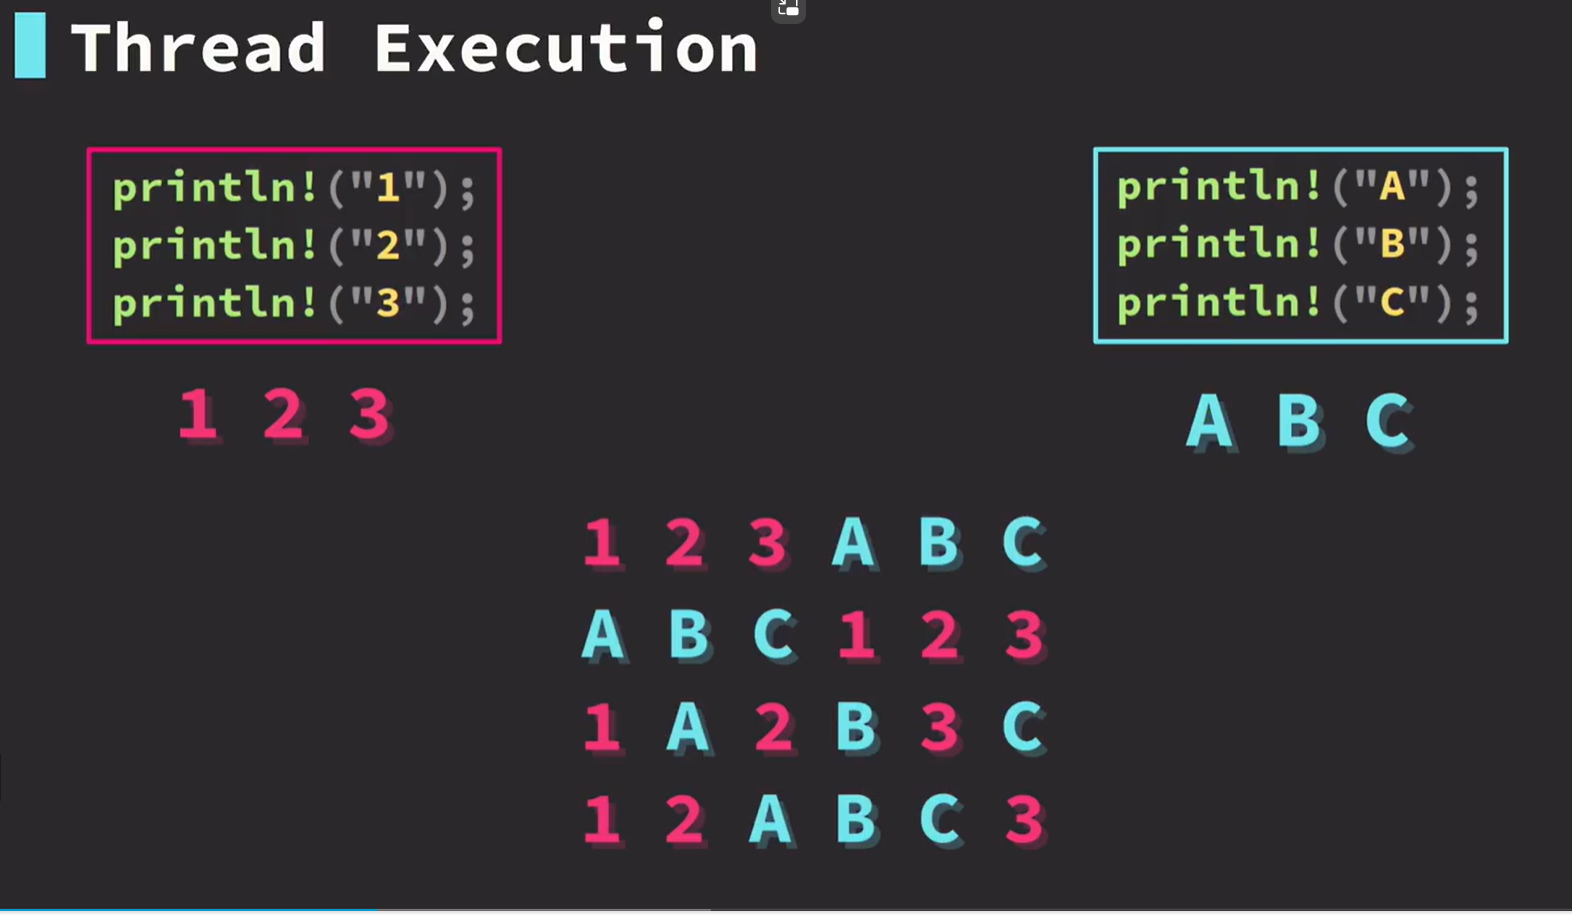 Thread Execution
println!("1");
println!("2");
println!("3");
1 2 3
println!("A");
println!("B");
println!("C");
A B C
1 2 3 A B C
A B C 1 2 3
1 A 2 B 3 C
1 2 A B C 3